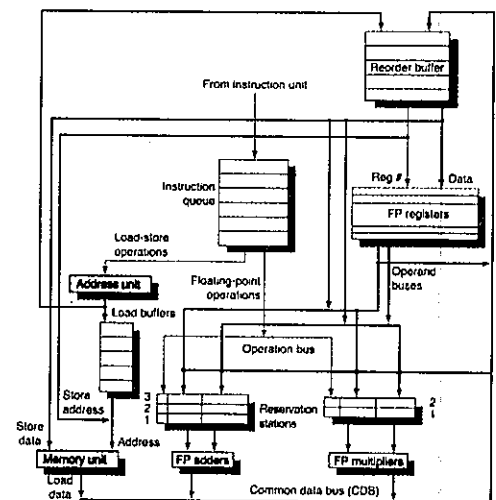 Reorder buffer
From instruction unit
Reg #
Data
Instruction
queue
FP registers
Load-store
operations
Operand
buses
Floating-point
operations
Address unit
Load buffers
Operation bus
3
2
1
2
1
Store
address
Reservation
stations
Store
data
Address
Memory unit
FP adders
FP multipliers
Load
data
Common data bus (CDB)